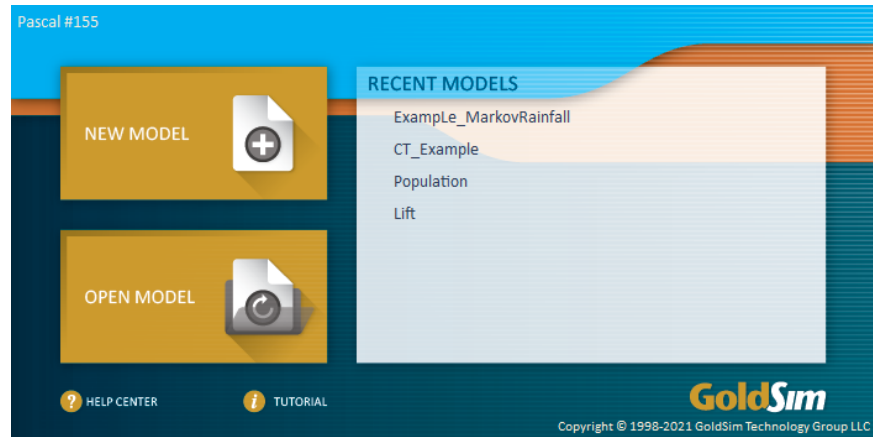 Pascal #155
NEW MODEL
OPEN MODEL
RECENT MODELS
ExampLe_MarkovRainfall
CT_Example
Population
Lift
? HELP CENTER
i TUTORIAL
GoldSim
Copyright © 1998-2021 GoldSim Technology Group LLC